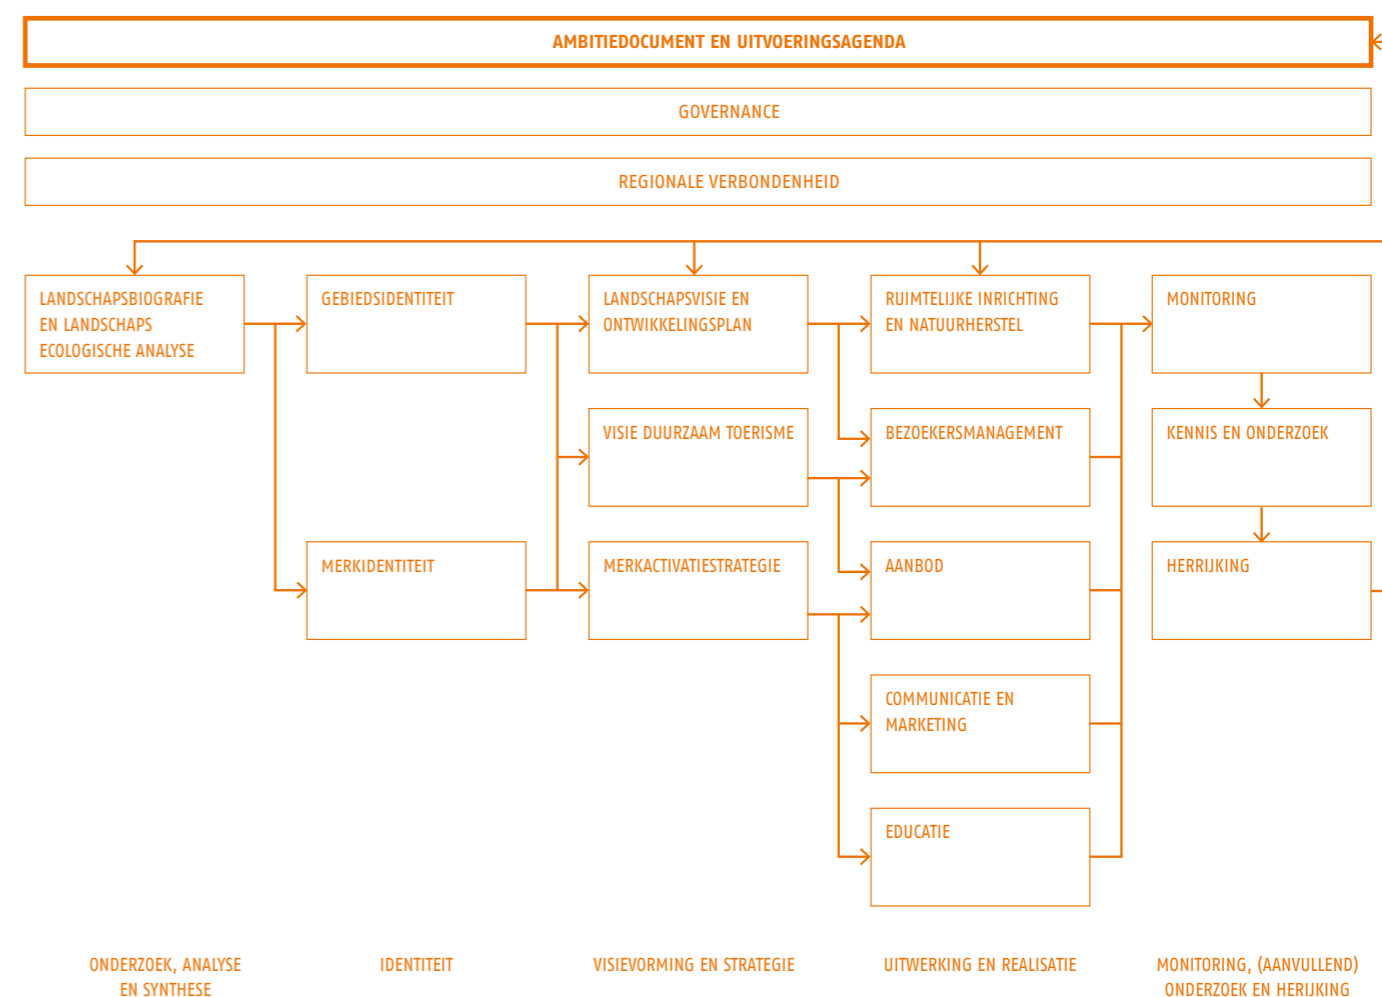 AMBITIEDOCUMENT EN UITVOERINGSAGENDA
GOVERNANCE
REGIONALE VERBONDENHEID
LANDSCHAPSBIOGRAFIE
EN LANDSCHAPS
ECOLOGISCHE ANALYSE
GEBIEDSIDENTITEIT
LANDSCHAPSVISIE EN
ONTWIKKELINGSPLAN
RUIMTELIJKE INRICHTING
EN NATUURHERSTEL
MONITORING
VISIE DUURZAAM TOERISME
BEZOEKERSMANAGEMENT
KENNIS EN ONDERZOEK
MERKIDENTITEIT
MERKACTIVATIESTRATEGIE
AANBOD
HERRIJKING
COMMUNICATIE EN
MARKETING
EDUCATIE
ONDERZOEK, ANALYSE
EN SYNTHESE
IDENTITEIT
VISIEVORMING EN STRATEGIE
UITWERKING EN REALISATIE
MONITORING, (AANVULLEND)
ONDERZOEK EN HERIJKING